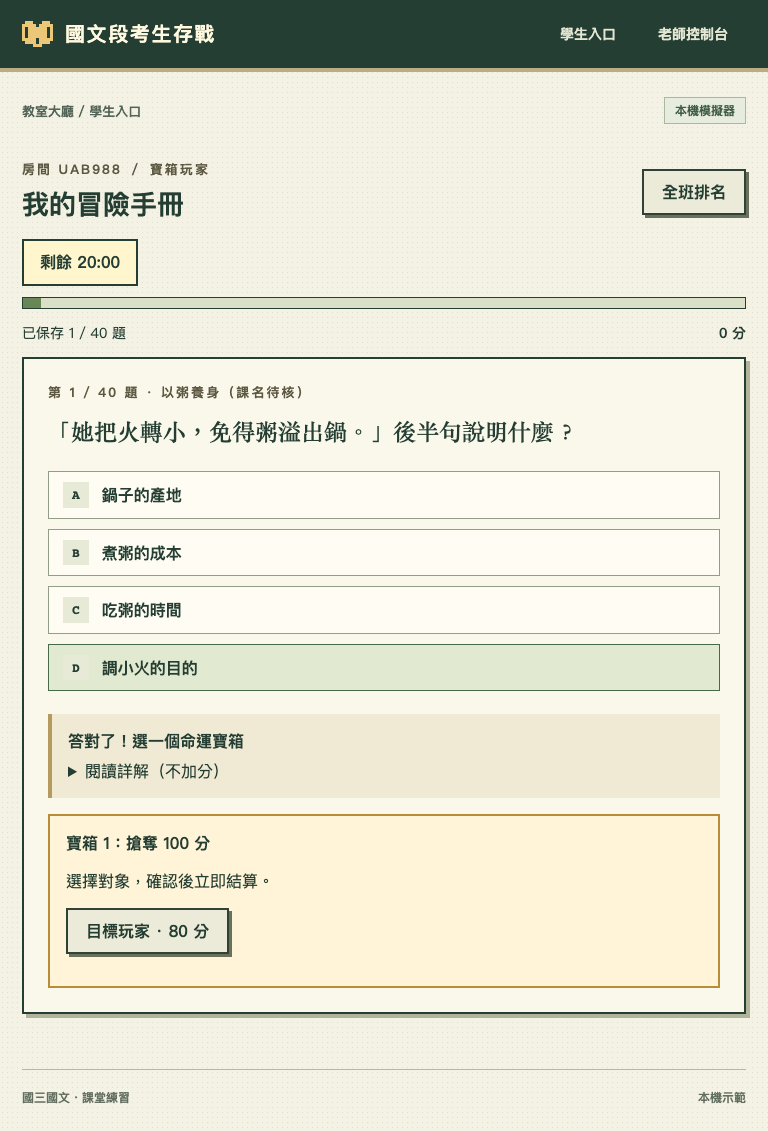 國文段考生存戰
學生入口
老師控制台
教室大廳 / 學生入口
本機模擬器
房間 UAB988 / 寶箱玩家
我的冒險手冊
全班排名
剩餘 20:00
已保存 1 / 40 題
0 分
第 1 / 40 題 · 以粥養身（課名待核）
「她把火轉小，免得粥溢出鍋。」後半句說明什麼？
A 鍋子的產地
B 煮粥的成本
C 吃粥的時間
D 調小火的目的
答對了！選一個命運寶箱
▶ 閱讀詳解（不加分）
寶箱 1：搶奪 100 分
選擇對象，確認後立即結算。
目標玩家 · 80 分
國三國文 · 課堂練習
本機示範